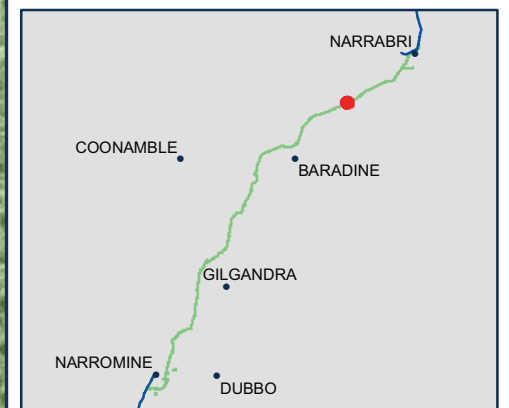 NARRABRI
COONAMBLE
BARADINE
GILGANDRA
NARROMINE
DUBBO